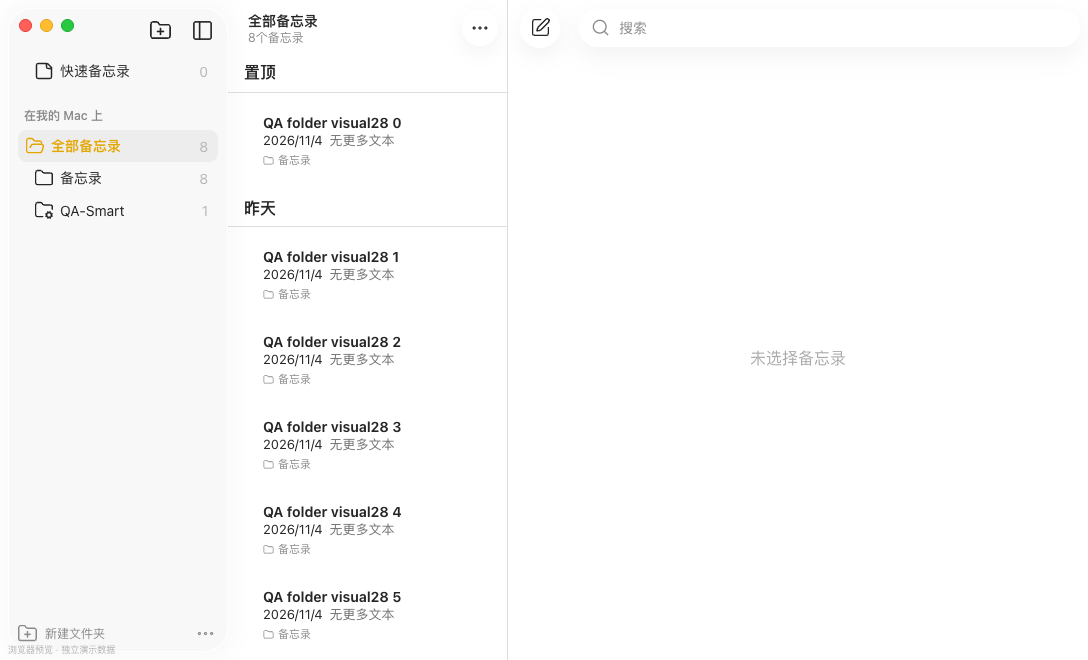 快速备忘录 0
在我的 Mac 上
全部备忘录 8
备忘录 8
QA-Smart 1
新建文件夹
浏览器预览 · 独立演示数据
全部备忘录
8个备忘录
置顶
QA folder visual28 0
2026/11/4 无更多文本
备忘录
昨天
QA folder visual28 1
2026/11/4 无更多文本
备忘录
QA folder visual28 2
2026/11/4 无更多文本
备忘录
QA folder visual28 3
2026/11/4 无更多文本
备忘录
QA folder visual28 4
2026/11/4 无更多文本
备忘录
QA folder visual28 5
2026/11/4 无更多文本
备忘录
搜索
未选择备忘录